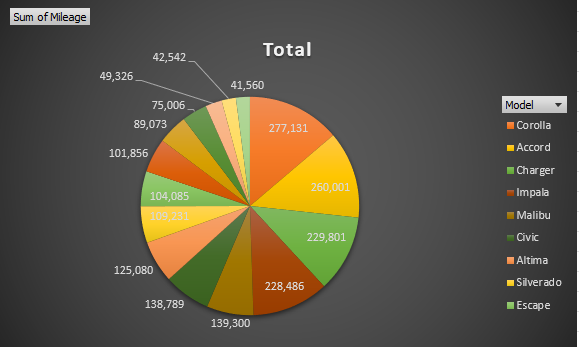 Sum of Mileage
Total
42,542
49,326
41,560
75,006
277,131
89,073
101,856
260,001
104,085
109,231
229,801
125,080
228,486
138,789
139,300
Model
Corolla
Accord
Charger
Impala
Malibu
Civic
Altima
Silverado
Escape